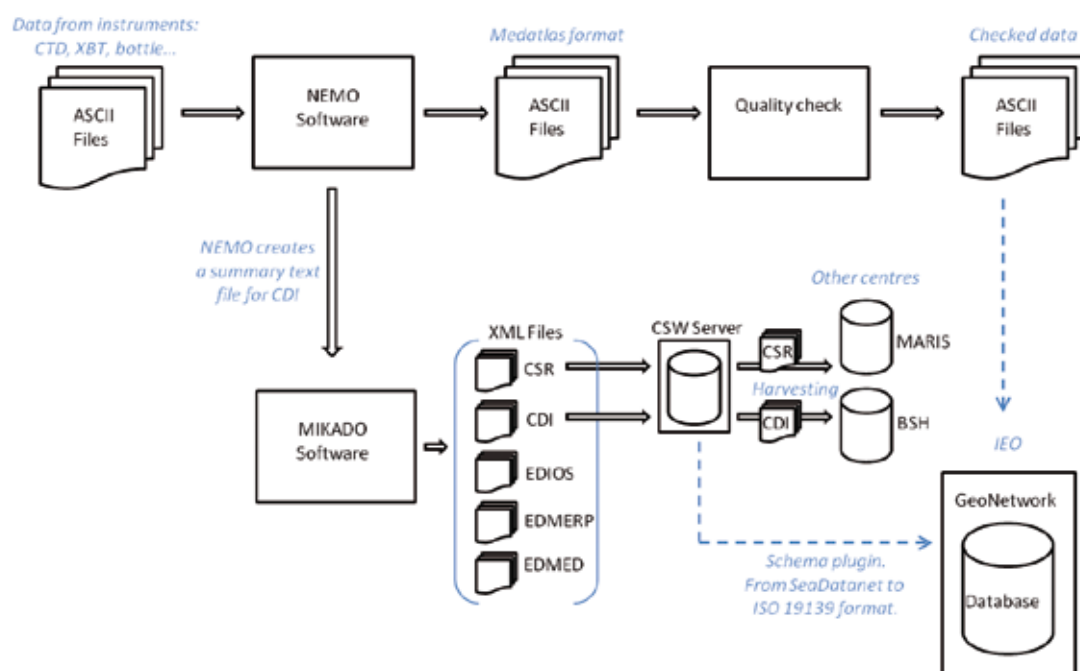 Data from instruments:
CTD, XBT, bottle...
Medatlas format
Checked data
ASCII
Files
NEMO
Software
ASCII
Files
Quality check
ASCII
Files
NEMO creates
a summary text
file for CDI
Other centres
XML Files
CSW Server
CSR
CSR
MARIS
Harvesting
MIKADO
Software
CDI
CDI
BSH
EDIOS
IEO
EDMERP
GeoNetwork
EDMED
Schema plugin.
From SeaDatanet to
ISO 19139 format.
Database